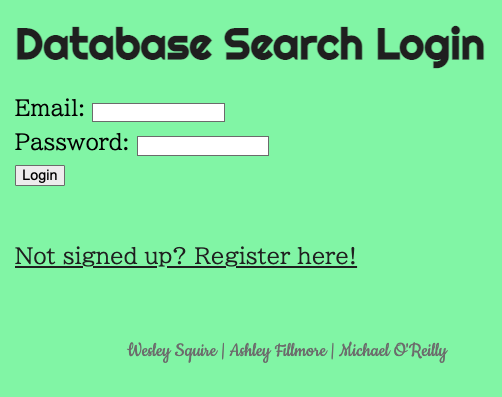 Database Search Login
Email:
Password:
Login
Not signed up? Register here!
Wesley Squire | Ashley Fillmore | Michael O'Reilly